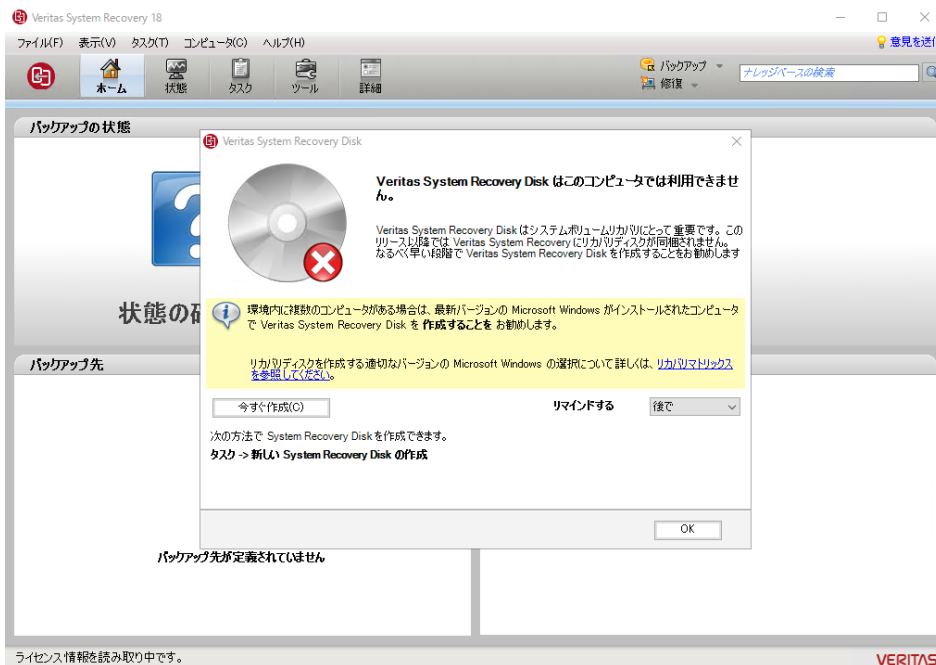 Veritas System Recovery 18
ファイル(F) 表示(V) タスク(T) コンピュータ(C) ヘルプ(H)
意見を送
ホーム 状態 タスク ツール 詳細
バックアップ
修復
ナレッジベースの検索
バックアップの状態
状態の
バックアップ先
バックアップ先が定義されていません
Veritas System Recovery Disk
Veritas System Recovery Disk はこのコンピュータでは利用できませ
ん。
Veritas System Recovery Disk はシステムボリュームリカバリにとって重要です。この
リリース以降では Veritas System Recovery にリカバリディスクが同梱されません。
なるべく早い段階で Veritas System Recovery Disk を作成することをお勧めします
環境内に複数のコンピュータがある場合は、最新バージョンの Microsoft Windows がインストールされたコンピュータ
で Veritas System Recovery Disk を 作成することを お勧めします。
リカバリディスクを作成する適切なバージョンの Microsoft Windows の選択について詳しくは、リカバリマトリックス
を参照してください。
今すぐ作成(C)
リマインドする 後で
次の方法で System Recovery Disk を作成できます。
タスク -> 新しい System Recovery Disk の作成
OK
ライセンス情報を読み取り中です。
VERITAS